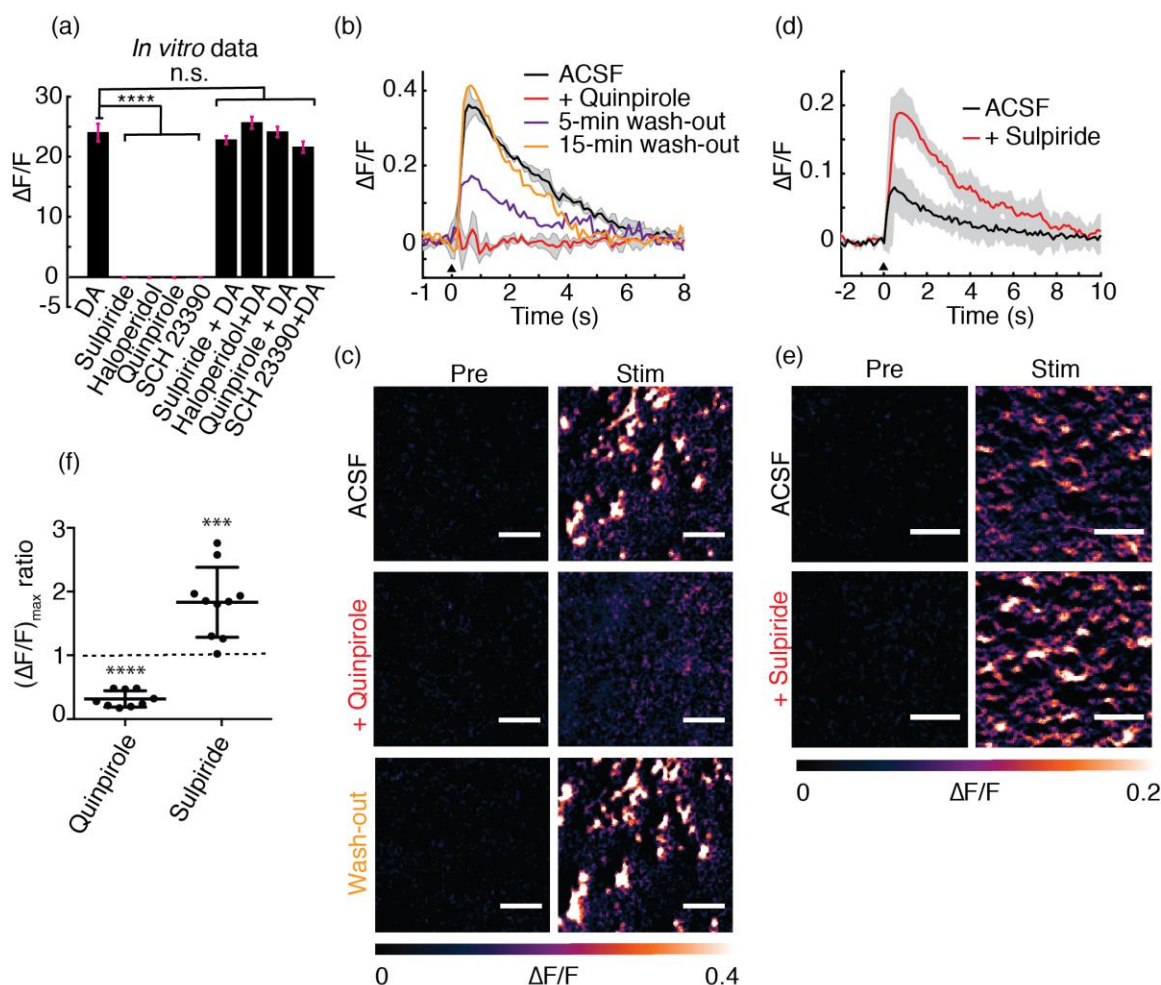 (a)
In vitro data
n.s.
****
30
20
10
0
-5
ΔF/F
DA
Sulpiride
Haloperidol
Quinpirole
SCH 23390
Sulpiride + DA
Haloperidol+DA
Quinpirole + DA
SCH 23390+DA
(b)
ACSF
+ Quinpirole
5-min wash-out
15-min wash-out
0.4
0.2
0
ΔF/F
-1 0 2 4 6 8
Time (s)
(d)
ACSF
+ Sulpiride
0.2
0.1
0
ΔF/F
-2 0 2 4 6 8 10
Time (s)
(c)
Pre Stim
ACSF
+ Quinpirole
Wash-out
0 ΔF/F 0.4
(e)
Pre Stim
ACSF
+ Sulpiride
0 ΔF/F 0.2
(f)
3
2
1
0
(ΔF/F)max ratio
****
***
Quinpirole
Sulpiride